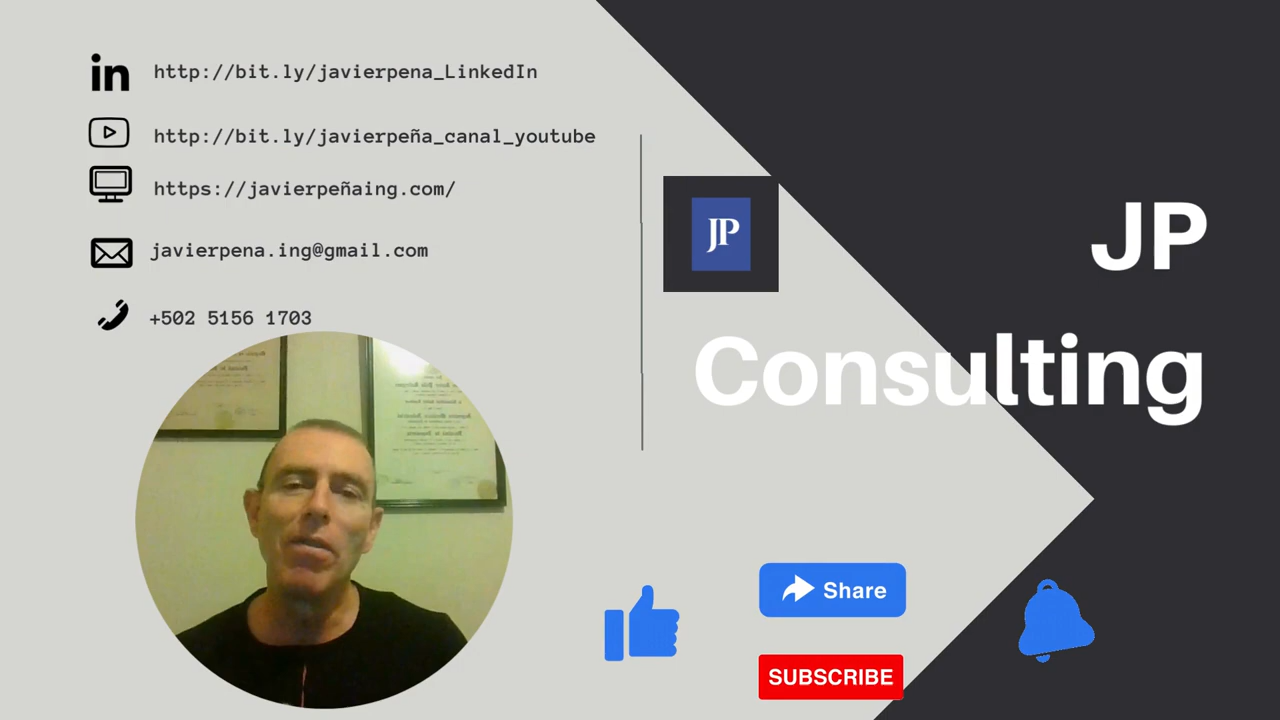 in http://bit.ly/javierpena_LinkedIn
http://bit.ly/javierpeña_canal_youtube
https://javierpeñaing.com/
javierpena.ing@gmail.com
+502 5156 1703
JP
JP
Consulting
Share
SUBSCRIBE